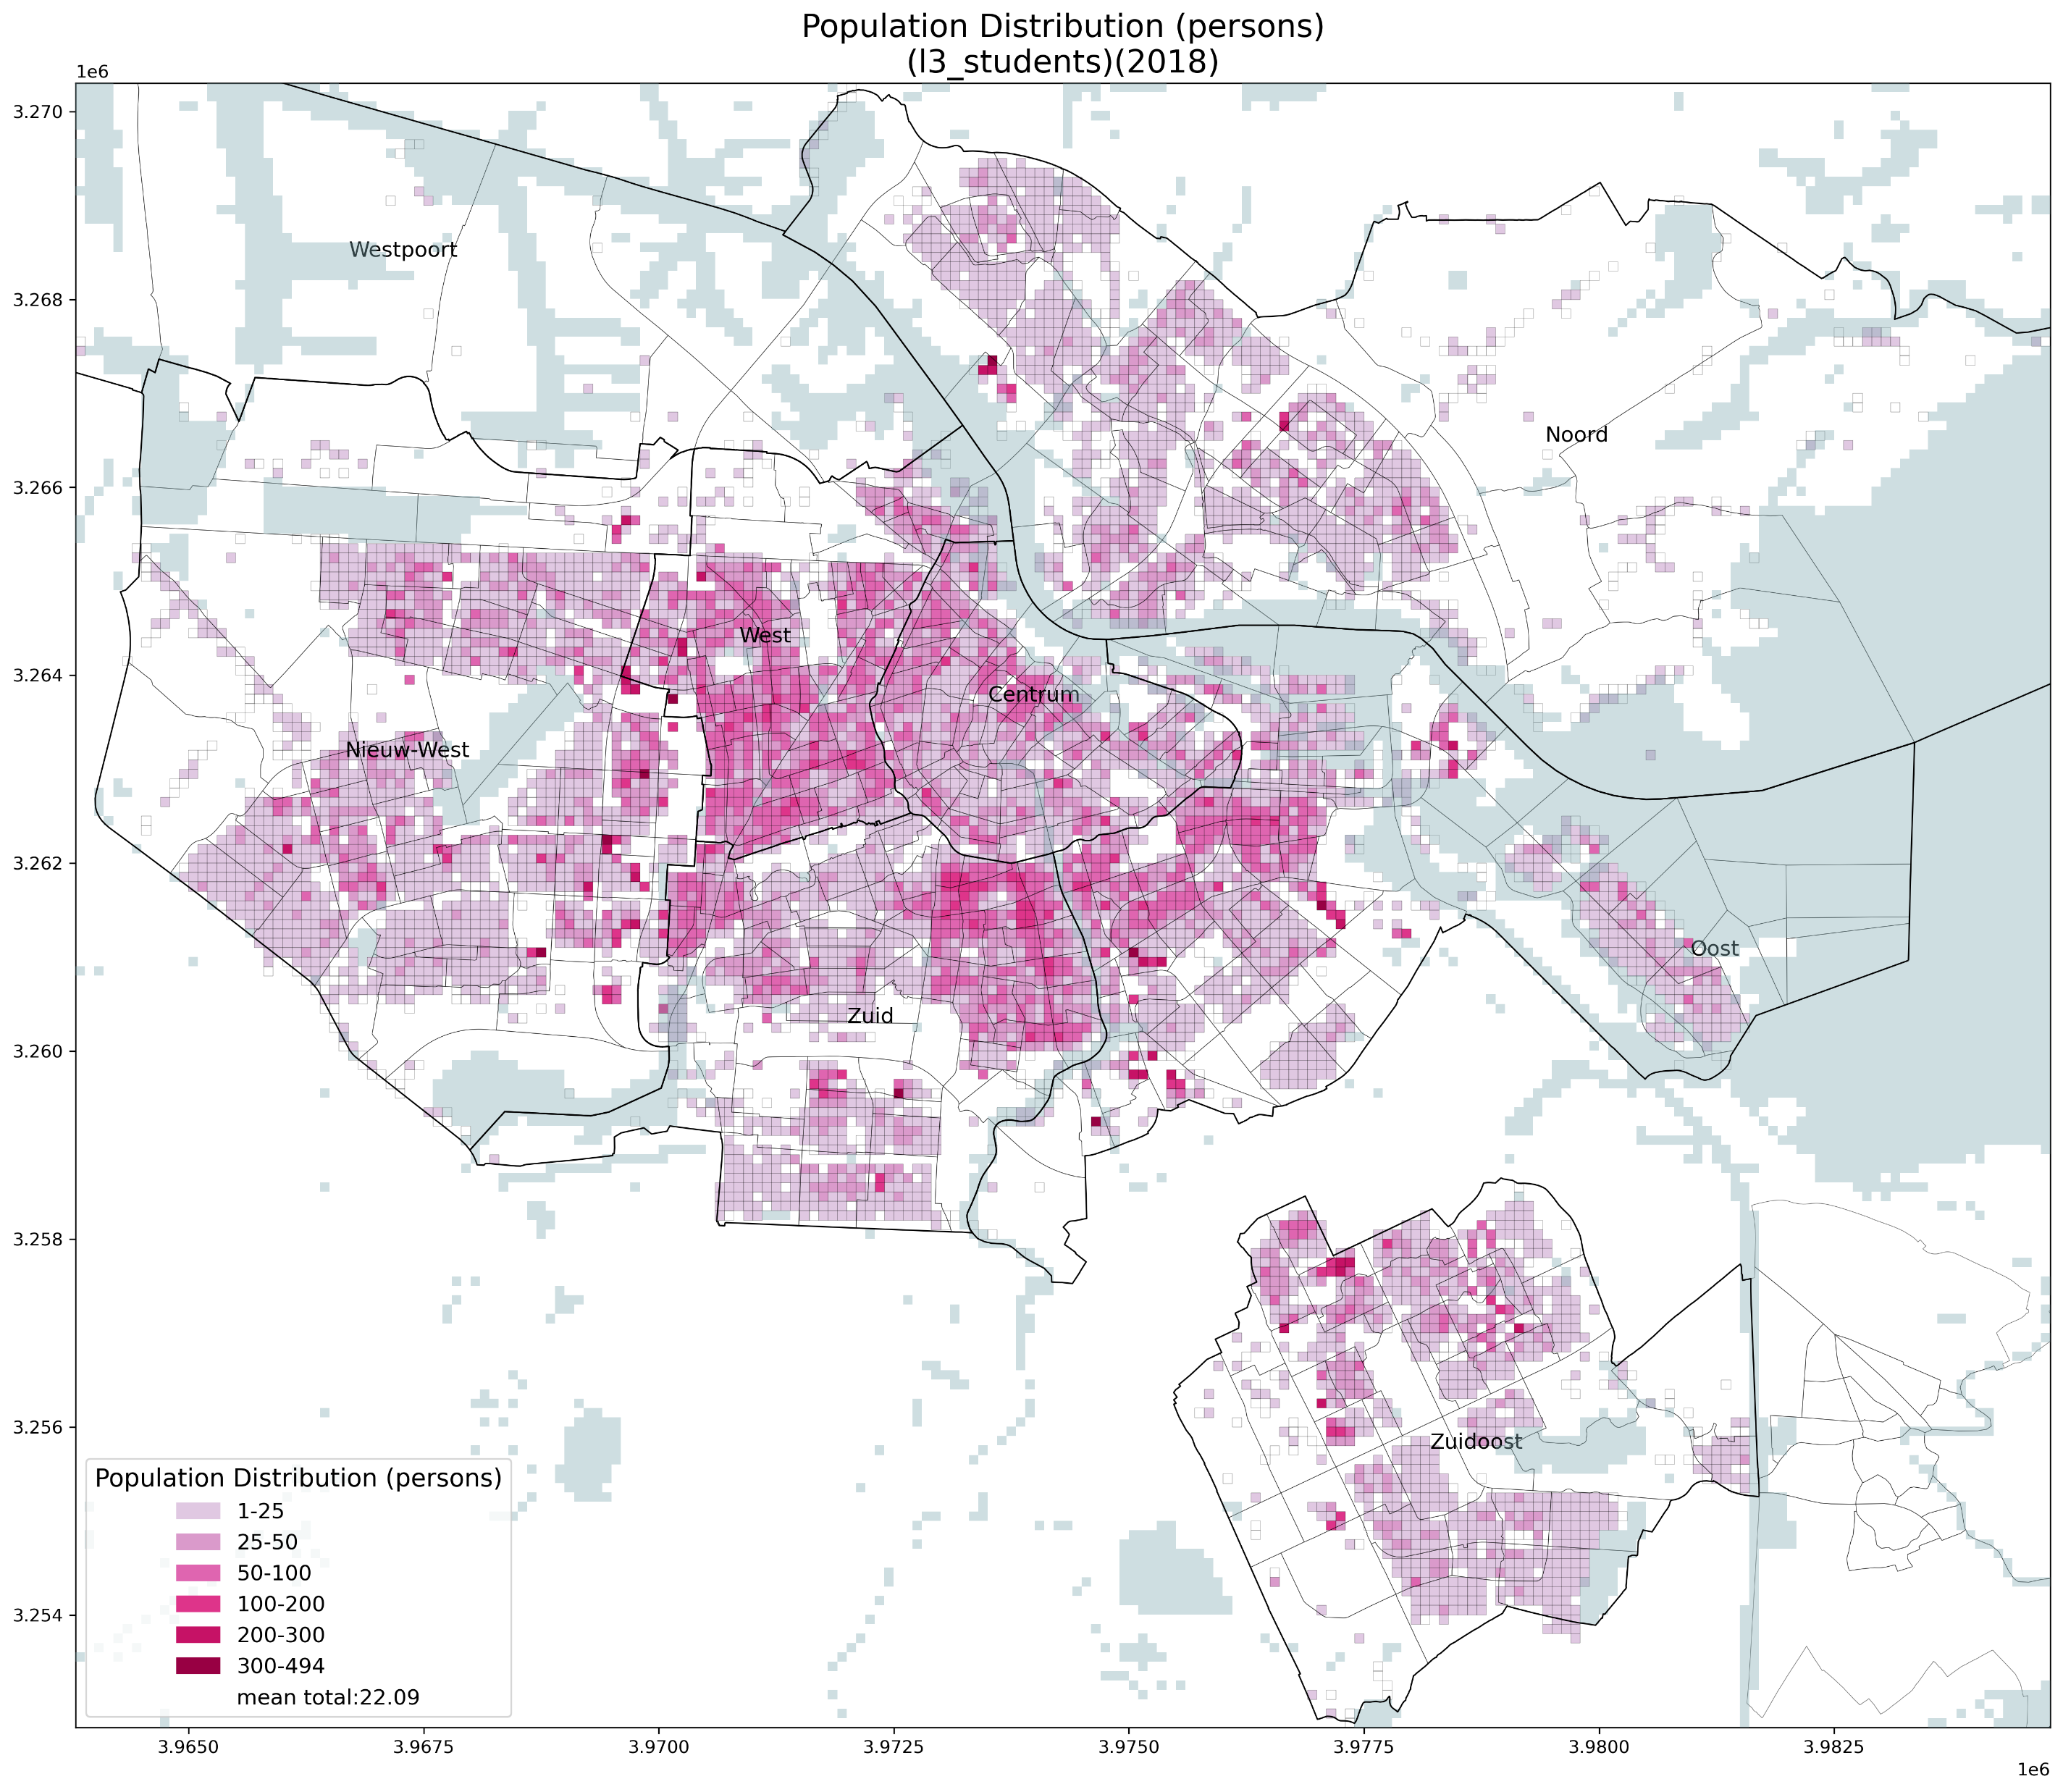 Population Distribution (persons)
(l3_students)(2018)
1e6
3.270
3.268
3.266
3.264
3.262
3.260
3.258
3.256
3.254
Westpoort
Noord
West
Centrum
Nieuw-West
Oost
Zuid
Zuidoost
Population Distribution (persons)
1-25
25-50
50-100
100-200
200-300
300-494
mean total:22.09
3.9650 3.9675 3.9700 3.9725 3.9750 3.9775 3.9800 3.9825
1e6